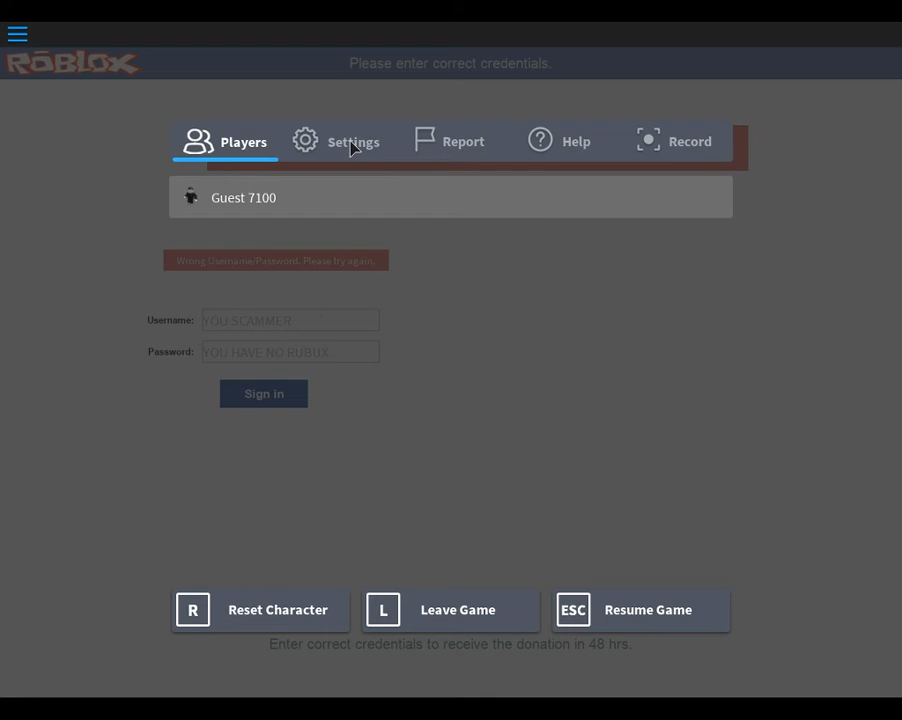 ROBLOX
Please enter correct credentials.
Players
Settings
Report
Help
Record
Guest 7100
Wrong Username/Password. Please try again.
Username: YOU SCAMMER
Password: YOU HAVE NO RUBUX
Sign in
R Reset Character
L Leave Game
ESC Resume Game
Enter correct credentials to receive the donation in 48 hrs.